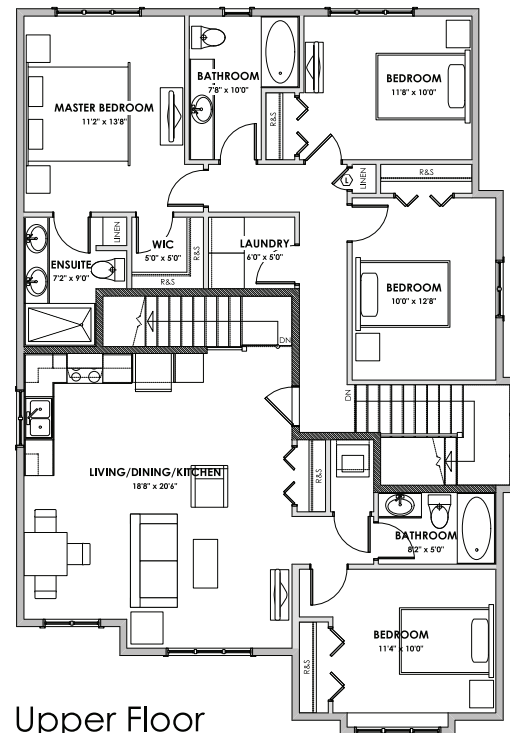 BATHROOM
7'8" x 10'0"
BEDROOM
11'8" x 10'0"
MASTER BEDROOM
11'2" x 13'8"
R&S
R&S
L
LINEN
LINEN
WIC
5'0" x 5'0"
R&S
R&S
LAUNDRY
6'0" x 5'0"
ENSUITE
7'2" x 9'0"
BEDROOM
10'0" x 12'8"
DN
DN
LIVING/DINING/KITCHEN
18'8" x 20'6"
R&S
BATHROOM
8'2" x 5'0"
BEDROOM
11'4" x 10'0"
R&S
Upper Floor